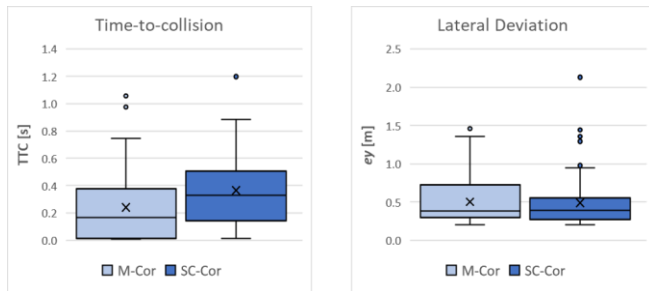 Time-to-collision
1.4
1.2
1.0
0.8
0.6
0.4
0.2
0.0
TTC [s]
M-Cor SC-Cor
Lateral Deviation
2.5
2.0
1.5
1.0
0.5
0.0
ey [m]
M-Cor SC-Cor